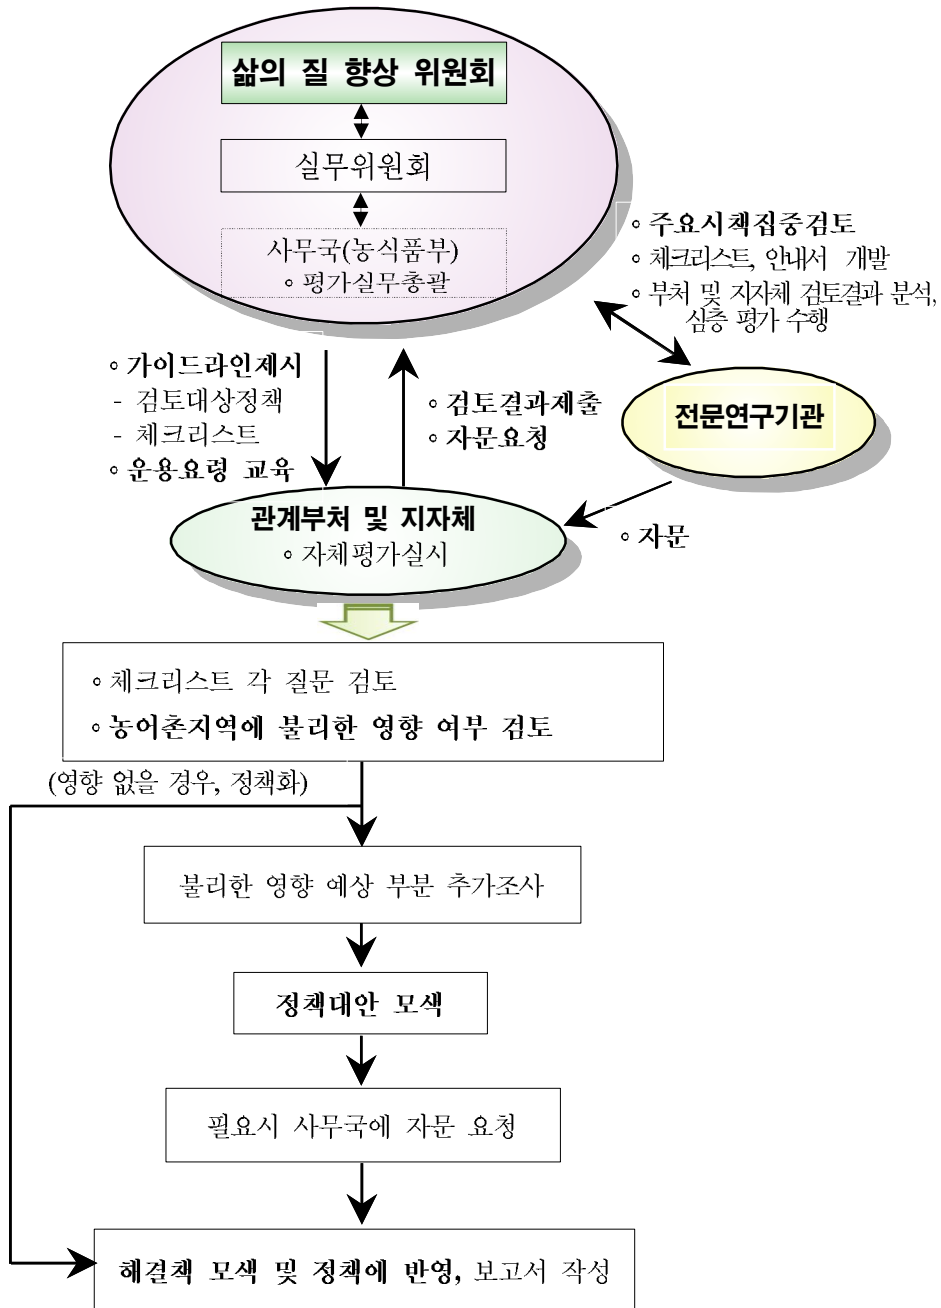 삶의 질 향상 위원회
실무위원회
사무국(농식품부)
∘ 평가실무총괄
∘ 주요시책집중검토
∘ 체크리스트, 안내서 개발
∘ 부처 및 지자체 검토결과 분석,
심층 평가 수행
∘ 가이드라인제시
- 검토대상정책
- 체크리스트
∘ 운용요령 교육
∘ 검토결과제출
∘ 자문요청
전문연구기관
관계부처 및 지자체
∘ 자체평가실시
∘ 자문
∘ 체크리스트 각 질문 검토
∘ 농어촌지역에 불리한 영향 여부 검토
(영향 없을 경우, 정책화)
불리한 영향 예상 부분 추가조사
정책대안 모색
필요시 사무국에 자문 요청
해결책 모색 및 정책에 반영, 보고서 작성